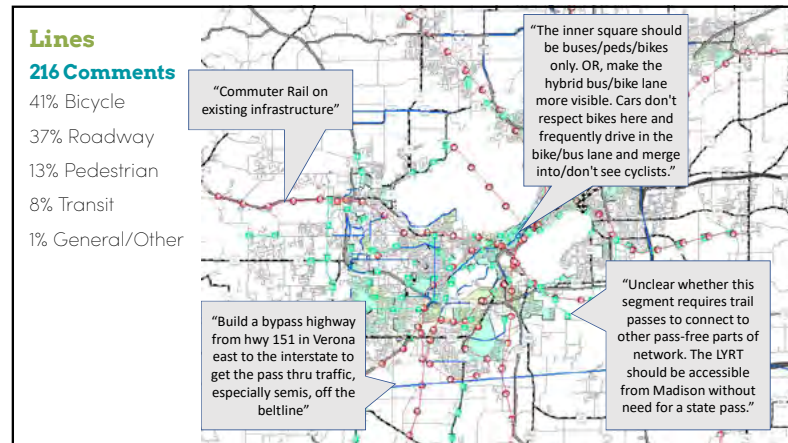 Lines
216 Comments
41% Bicycle
37% Roadway
13% Pedestrian
8% Transit
1% General/Other
“Commuter Rail on
existing infrastructure”
“The inner square should
be buses/peds/bikes
only. OR, make the
hybrid bus/bike lane
more visible. Cars don't
respect bikes here and
frequently drive in the
bike/bus lane and merge
into/don't see cyclists.”
“Build a bypass highway
from hwy 151 in Verona
east to the interstate to
get the pass thru traffic,
especially semis, off the
beltline”
“Unclear whether this
segment requires trail
passes to connect to
other pass-free parts of
network. The LYRT
should be accessible
from Madison without
need for a state pass.”